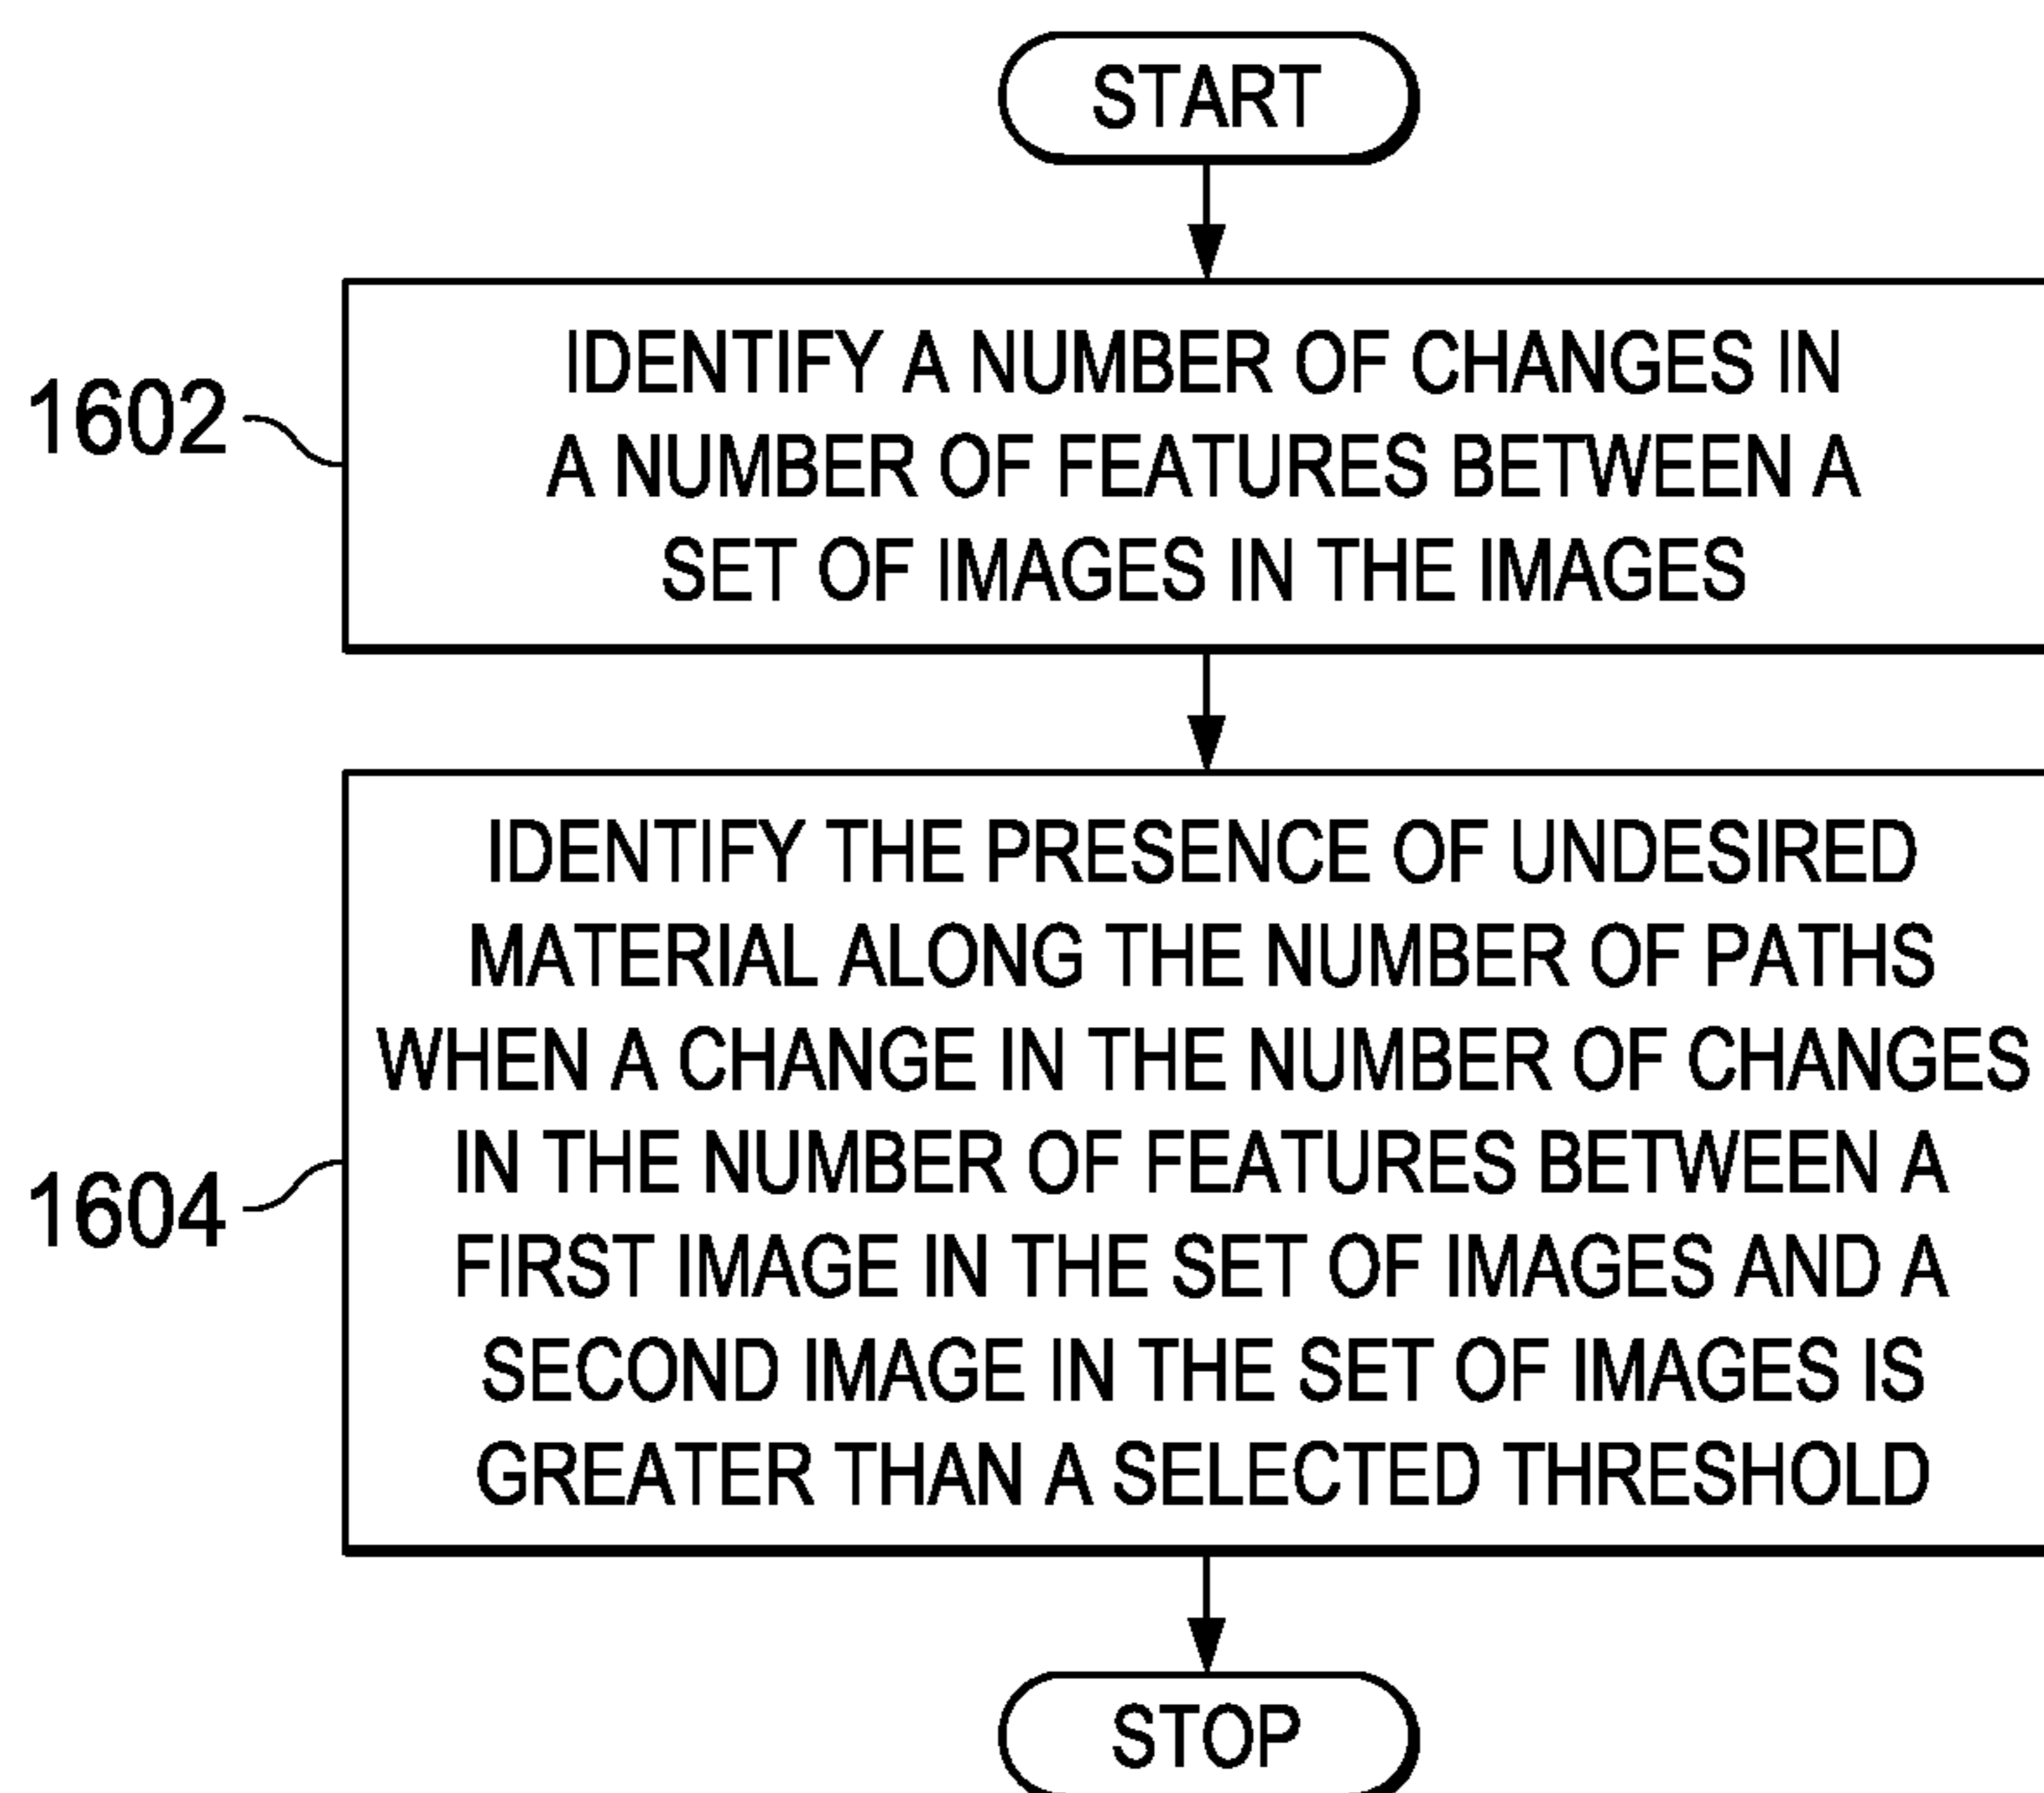 START
1602
IDENTIFY A NUMBER OF CHANGES IN
A NUMBER OF FEATURES BETWEEN A
SET OF IMAGES IN THE IMAGES
1604
IDENTIFY THE PRESENCE OF UNDESIRED
MATERIAL ALONG THE NUMBER OF PATHS
WHEN A CHANGE IN THE NUMBER OF CHANGES
IN THE NUMBER OF FEATURES BETWEEN A
FIRST IMAGE IN THE SET OF IMAGES AND A
SECOND IMAGE IN THE SET OF IMAGES IS
GREATER THAN A SELECTED THRESHOLD
STOP